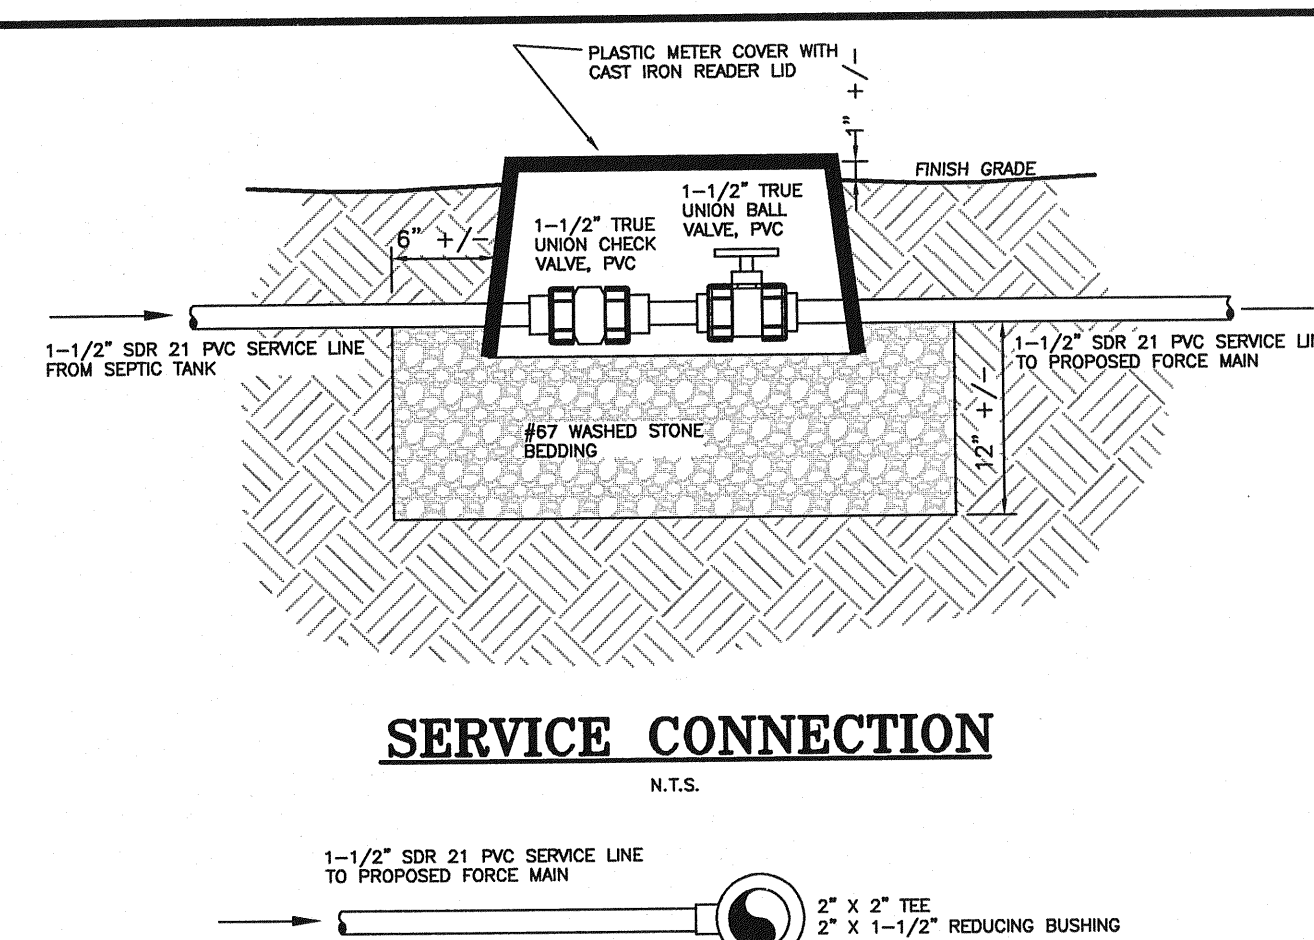 PLASTIC METER COVER WITH
CAST IRON READER LID
1" +/-
FINISH GRADE
1-1/2" TRUE
UNION BALL
VALVE, PVC
1-1/2" TRUE
UNION CHECK
VALVE, PVC
6" +/-
1-1/2" SDR 21 PVC SERVICE LINE
FROM SEPTIC TANK
1-1/2" SDR 21 PVC SERVICE
TO PROPOSED FORCE MAIN
12" +/-
#67 WASHED STONE
BEDDING
SERVICE CONNECTION
N.T.S.
1-1/2" SDR 21 PVC SERVICE LINE
TO PROPOSED FORCE MAIN
2" X 2" TEE
2" X 1-1/2" REDUCING BUSHING